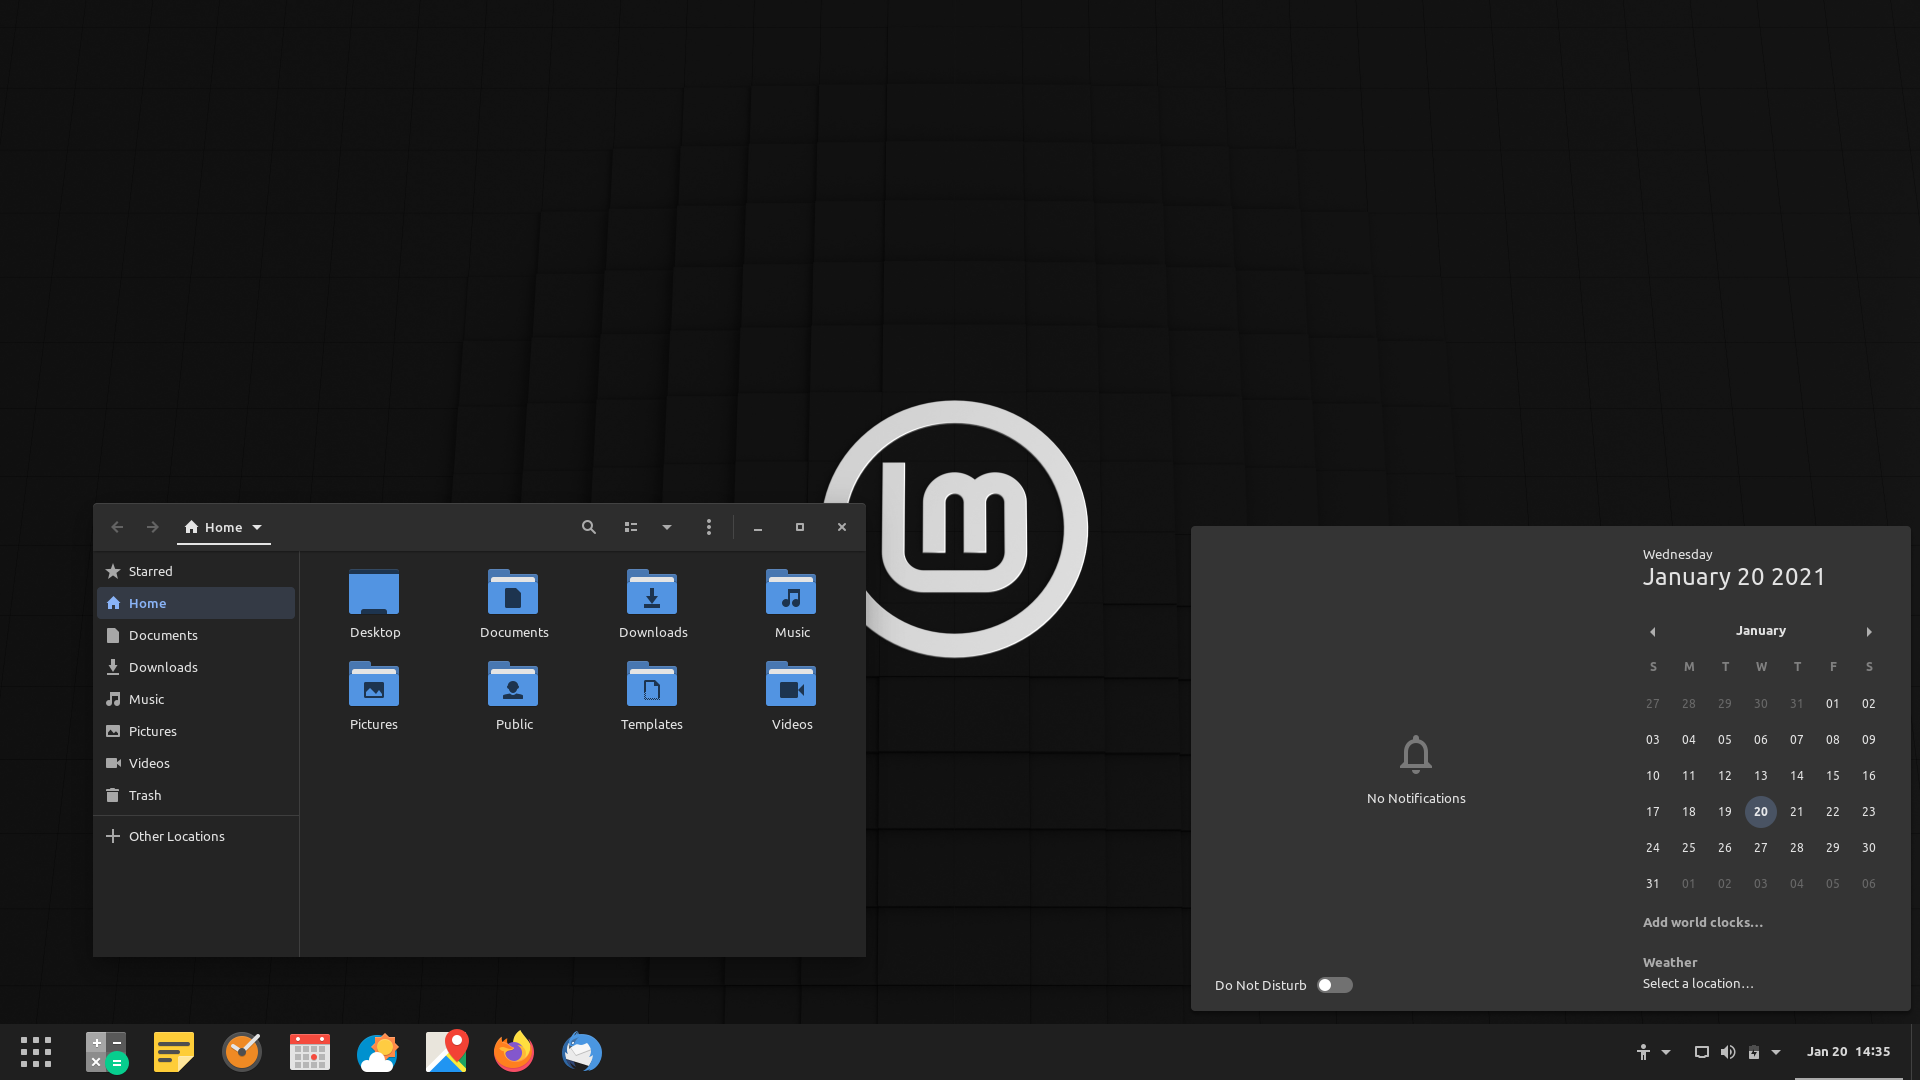 Home
Starred
Home
Documents
Downloads
Music
Pictures
Videos
Trash
Other Locations
Desktop
Documents
Downloads
Music
Pictures
Public
Templates
Videos
lm
No Notifications
Do Not Disturb
Wednesday
January 20 2021
January
S M T W T F S
27 28 29 30 31 01 02
03 04 05 06 07 08 09
10 11 12 13 14 15 16
17 18 19 20 21 22 23
24 25 26 27 28 29 30
31 01 02 03 04 05 06
Add world clocks…
Weather
Select a location…
Jan 20 14:35